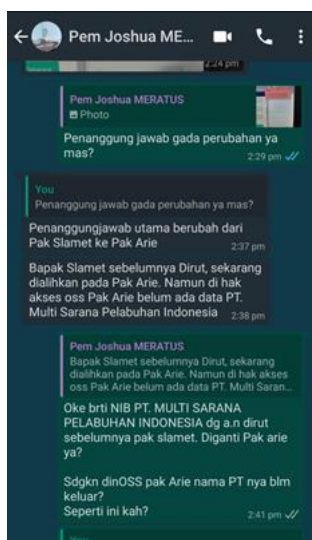 Pem Joshua ME...
2:24 pm
Pem Joshua MERATUS
Photo
Penanggung jawab gada perubahan ya
mas?
2:29 pm
You
Penanggung jawab gada perubahan ya mas?
Penanggungjawab utama berubah dari
Pak Slamet ke Pak Arie
2:37 pm
Bapak Slamet sebelumnya Dirut, sekarang
dialihkan pada Pak Arie. Namun di hak
akses oss Pak Arie belum ada data PT.
Multi Sarana Pelabuhan Indonesia
2:38 pm
Pem Joshua MERATUS
Bapak Slamet sebelumnya Dirut, sekarang
dialihkan pada Pak Arie. Namun di hak akses
oss Pak Arie belum ada data PT. Multi Saran...
Oke brti NIB PT. MULTI SARANA
PELABUHAN INDONESIA dg a.n dirut
sebelumnya pak slamet. Diganti Pak arie
ya?
Sdgkn dinOSS pak Arie nama PT nya blm
keluar?
Seperti ini kah?
2:41 pm
You